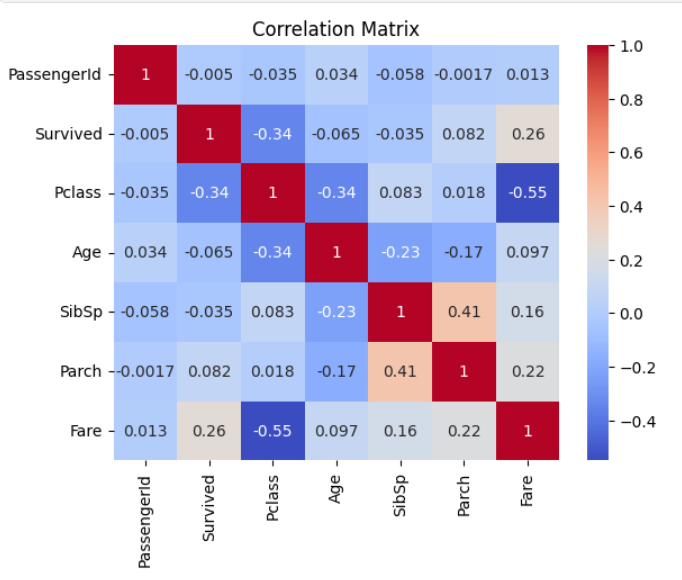 Correlation Matrix
PassengerId 1 -0.005 -0.035 0.034 -0.058 -0.0017 0.013
Survived -0.005 1 -0.34 -0.065 -0.035 0.082 0.26
Pclass -0.035 -0.34 1 -0.34 0.083 0.018 -0.55
Age 0.034 -0.065 -0.34 1 -0.23 -0.17 0.097
SibSp -0.058 -0.035 0.083 -0.23 1 0.41 0.16
Parch -0.0017 0.082 0.018 -0.17 0.41 1 0.22
Fare 0.013 0.26 -0.55 0.097 0.16 0.22 1
PassengerId Survived Pclass Age SibSp Parch Fare
1.0
0.8
0.6
0.4
0.2
0.0
−0.2
−0.4